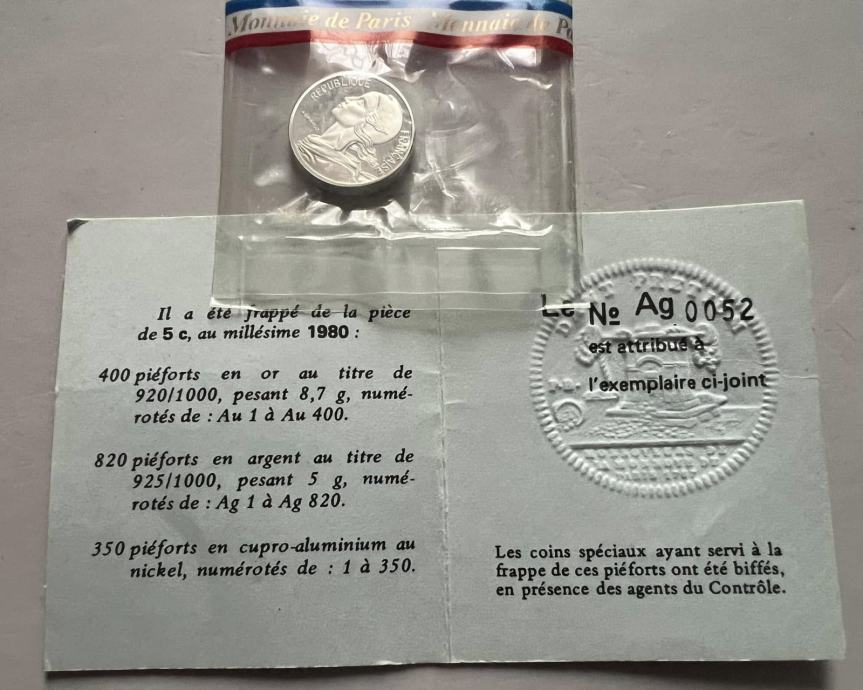 Monnaie de Paris Monnaie de Pa
RÉPUBLIQUE
FRANÇAISE
Il a été frappé de la pièce
de 5 c, au millésime 1980 :
400 piéforts en or au titre de
920/1000, pesant 8,7 g, numé-
rotés de : Au 1 à Au 400.
820 piéforts en argent au titre de
925/1000, pesant 5 g, numé-
rotés de : Ag 1 à Ag 820.
350 piéforts en cupro-aluminium au
nickel, numérotés de : 1 à 350.
Le No Ag 0052
est attribué à
l'exemplaire ci-joint
Les coins spéciaux ayant servi à la
frappe de ces piéforts ont été biffés,
en présence des agents du Contrôle.